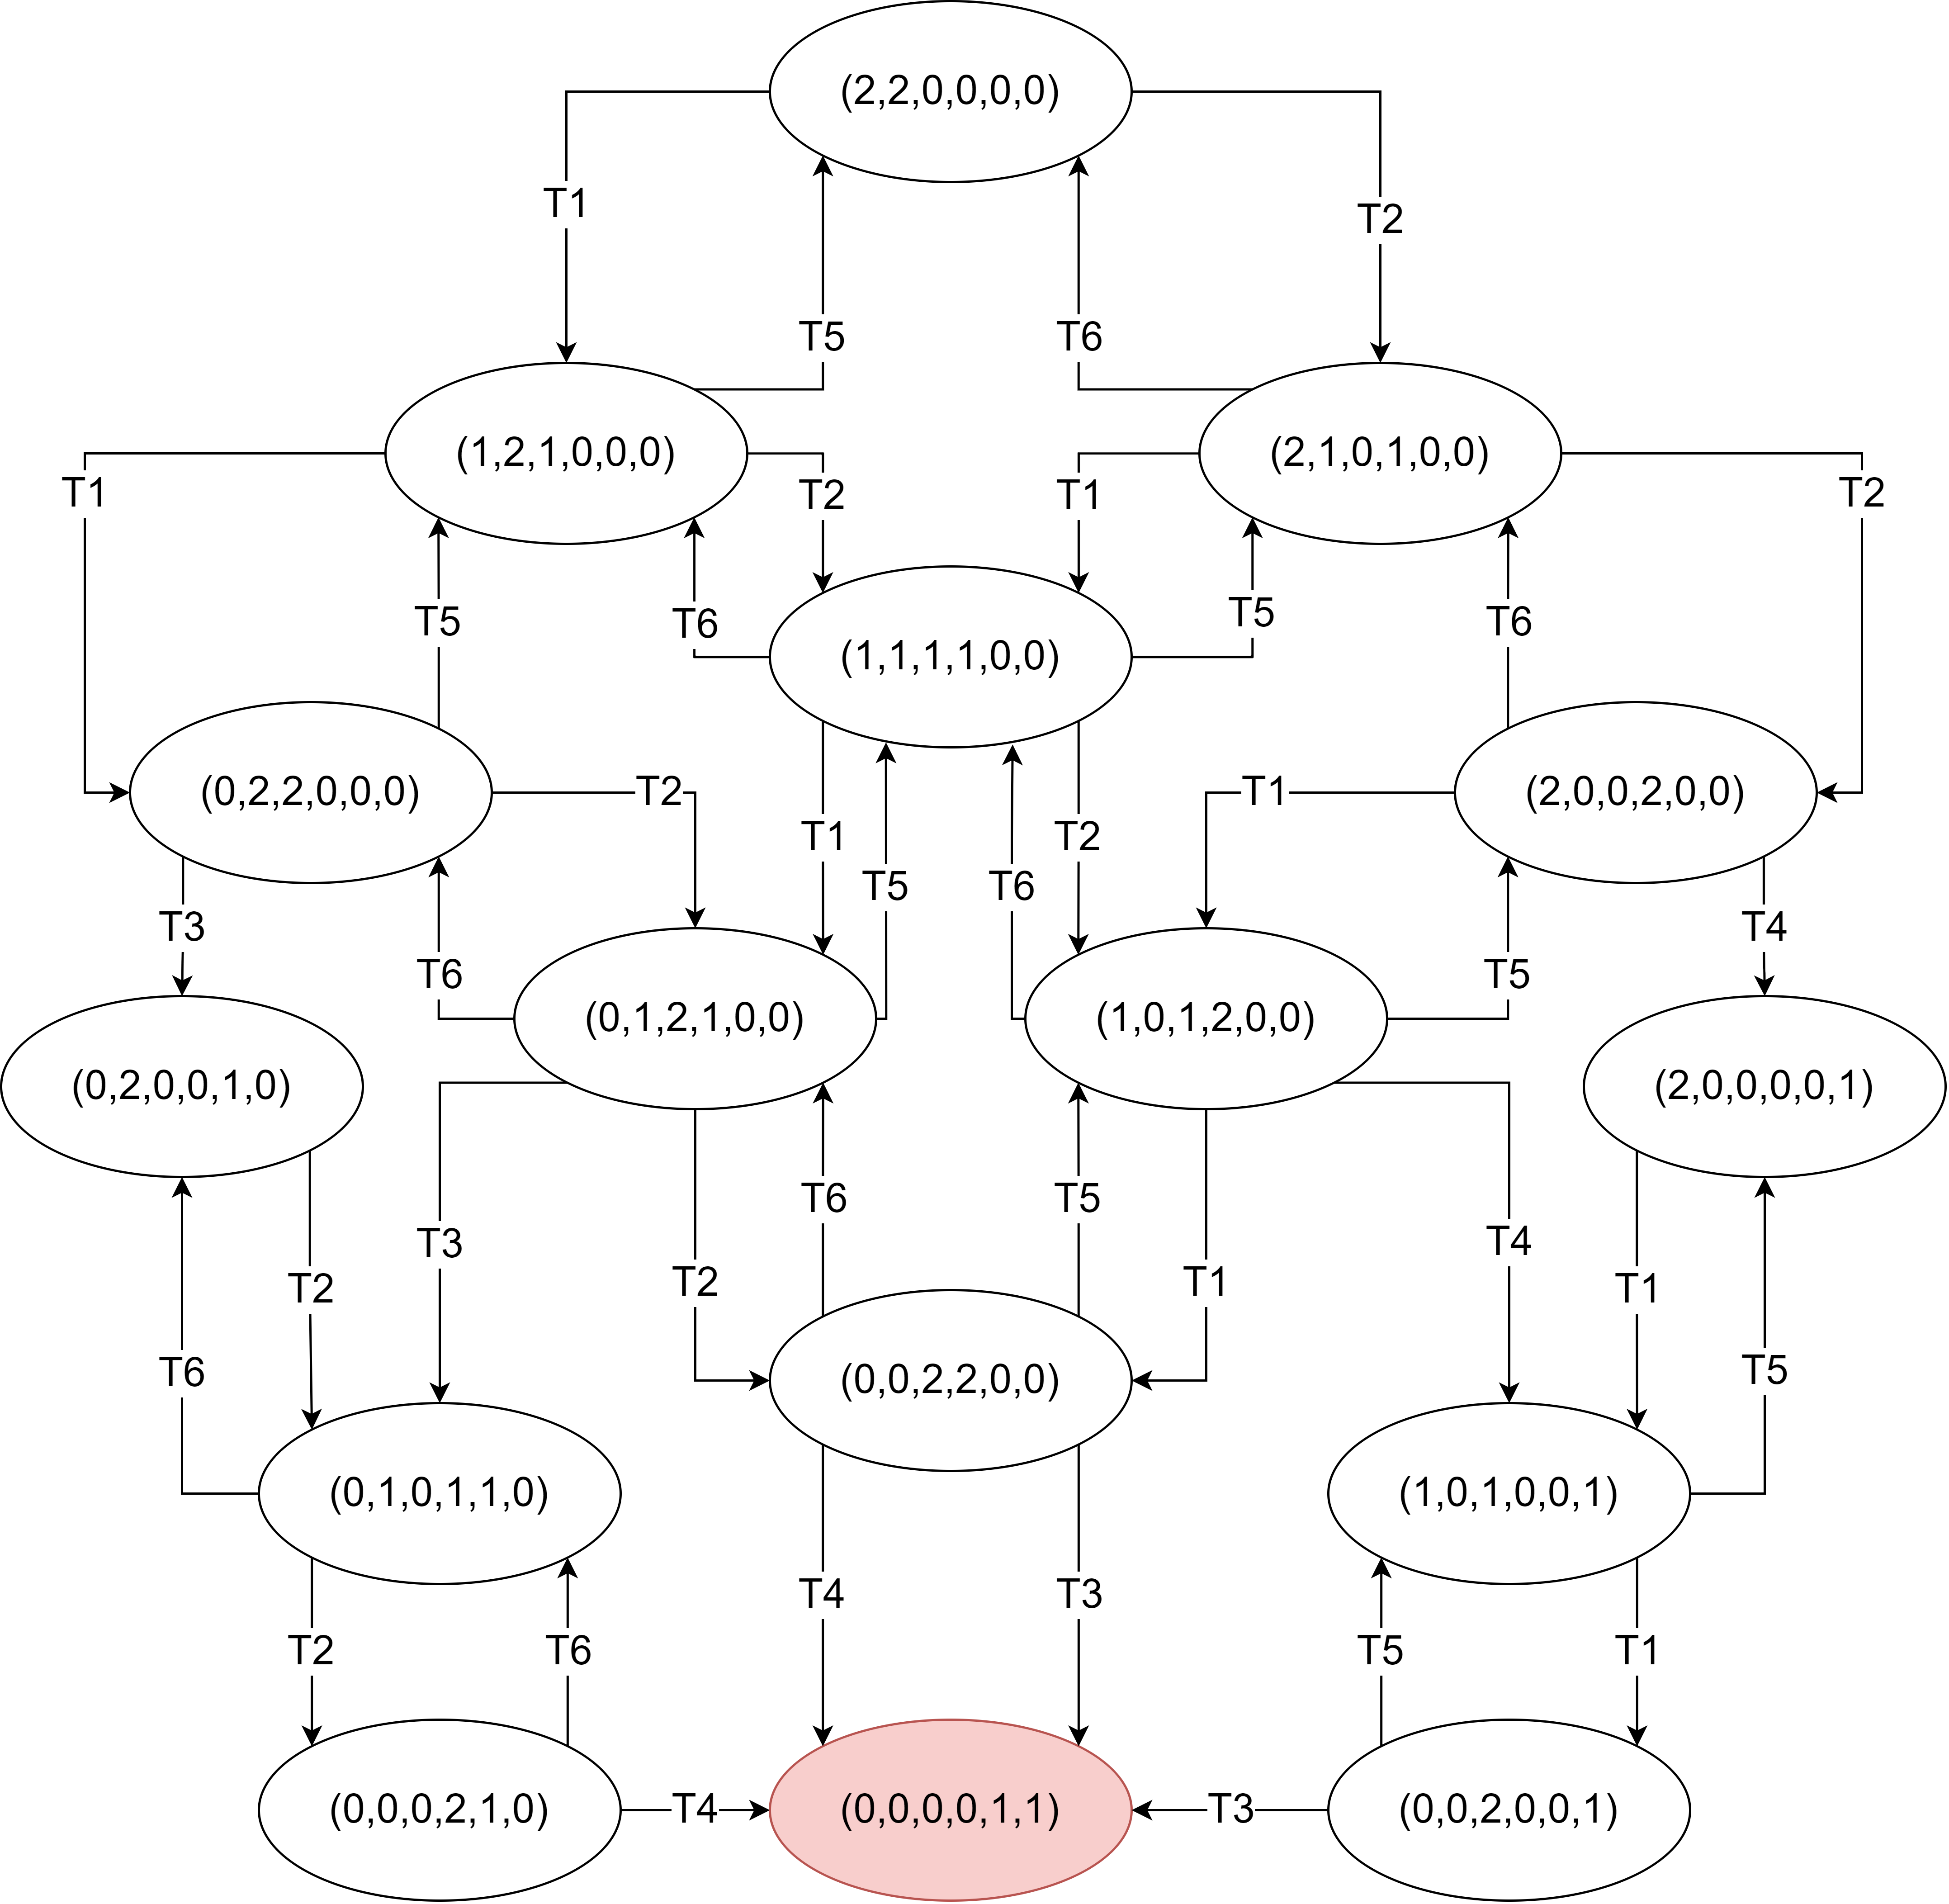 (2,2,0,0,0,0)
T1
T2
T5
T6
(1,2,1,0,0,0)
(2,1,0,1,0,0)
T1
T2
T1
T2
T5
T6
T5
T6
(1,1,1,1,0,0)
(0,2,2,0,0,0)
T2
T1
(2,0,0,2,0,0)
T1
T2
T5
T6
T3
T4
T6
T5
(0,1,2,1,0,0)
(1,0,1,2,0,0)
(0,2,0,0,1,0)
(2,0,0,0,0,1)
T6
T5
T3
T4
T2
T2
T1
T1
T6
T5
(0,0,2,2,0,0)
(0,1,0,1,1,0)
(1,0,1,0,0,1)
T4
T3
T2
T6
T5
T1
(0,0,0,2,1,0)
T4
(0,0,0,0,1,1)
T3
(0,0,2,0,0,1)